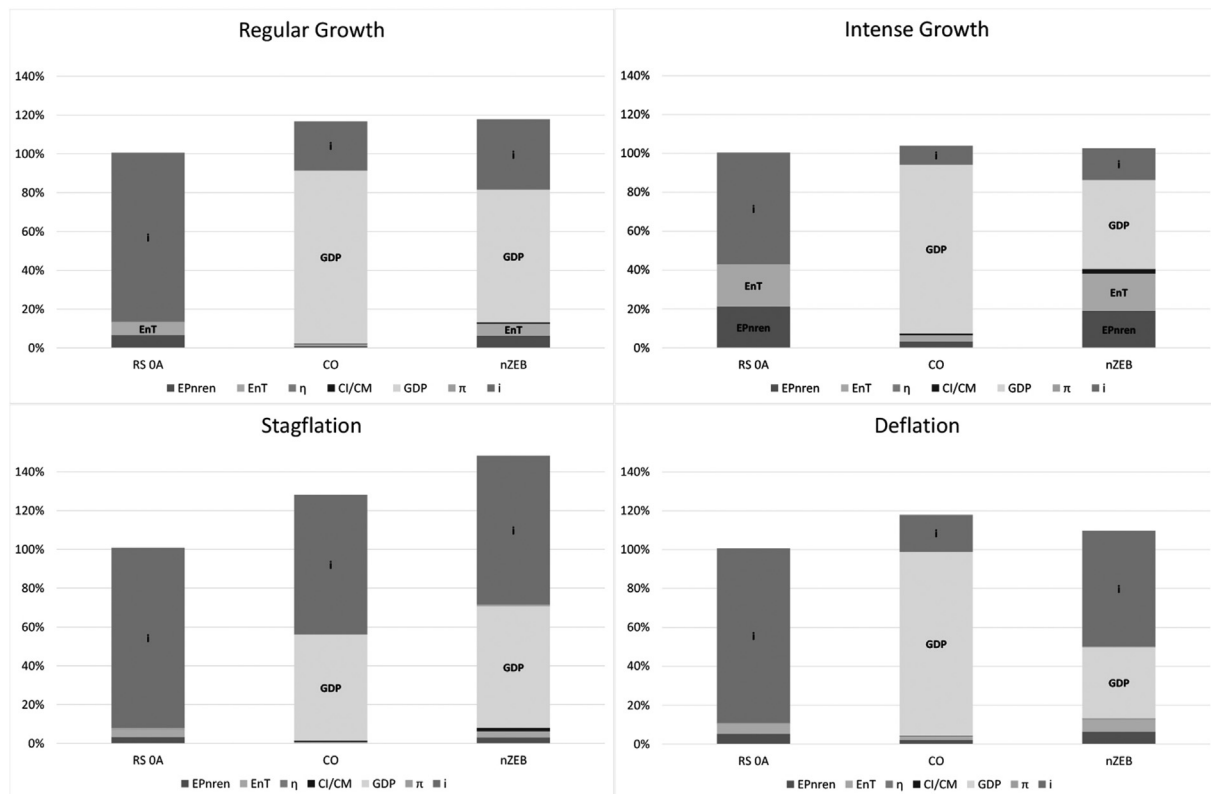 Regular Growth
140%
120%
100%
80%
60%
40%
20%
0%
i
EnT
i
GDP
i
GDP
EnT
RS 0A CO nZEB
EPnren EnT η CI/CM GDP π i
Intense Growth
140%
120%
100%
80%
60%
40%
20%
0%
i
EnT
EPnren
i
GDP
i
GDP
EnT
EPnren
RS 0A CO nZEB
EPnren EnT η CI/CM GDP π i
Stagflation
140%
120%
100%
80%
60%
40%
20%
0%
i
i
GDP
i
GDP
RS 0A CO nZEB
EPnren EnT η CI/CM GDP π i
Deflation
140%
120%
100%
80%
60%
40%
20%
0%
i
i
GDP
i
GDP
RS 0A CO nZEB
EPnren EnT η CI/CM GDP π i